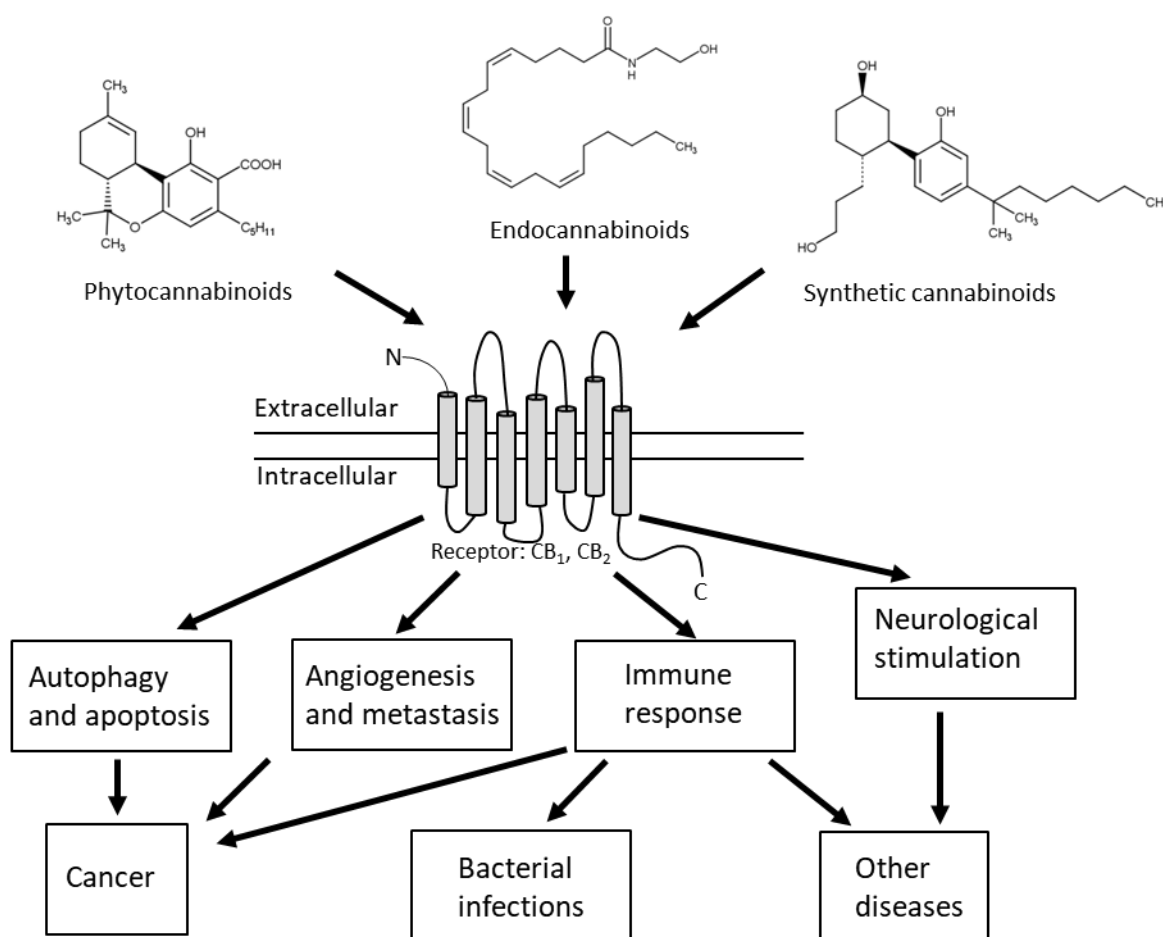 CH₃
OH
COOH
H₃C
CH₃
O
C₅H₁₁
Phytocannabinoids
O
N
H
OH
CH₃
Endocannabinoids
OH
OH
HO
CH₃
CH₃
CH
Synthetic cannabinoids
N
Extracellular
Intracellular
Receptor: CB₁, CB₂
C
Autophagy
and apoptosis
Angiogenesis
and metastasis
Immune
response
Neurological
stimulation
Cancer
Bacterial
infections
Other
diseases